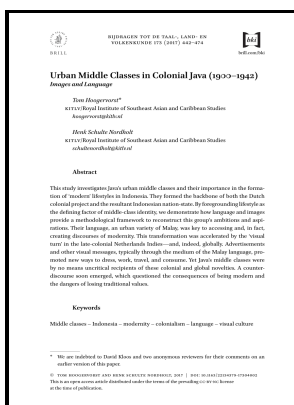 BIJDRAGEN TOT DE TAAL-, LAND- EN
VOLKENKUNDE 173 (2017) 442–474
BRILL
bki
brill.com/bki
Urban Middle Classes in Colonial Java (1900–1942)
Images and Language
Tom Hoogervorst*
KITLV/Royal Institute of Southeast Asian and Caribbean Studies
hoogervorst@kitlv.nl
Henk Schulte Nordholt
KITLV/Royal Institute of Southeast Asian and Caribbean Studies
schultenordholt@kitlv.nl
Abstract
This study investigates Java's urban middle classes and their importance in the forma-
tion of 'modern' lifestyles in Indonesia. They formed the backbone of both the Dutch
colonial project and the resultant Indonesian nation-state. By foregrounding lifestyle as
the defining factor of middle-class identity, we demonstrate how language and images
provide a methodological framework to reconstruct this group's ambitions and aspi-
rations. Their language, an urban variety of Malay, was key to accessing and, in fact,
creating discourses of modernity. This transformation was accelerated by the 'visual
turn' in the late-colonial Netherlands Indies—and, indeed, globally. Advertisements
and other visual messages, typically through the medium of the Malay language, pro-
moted new ways to dress, work, travel, and consume. Yet Java's middle classes were
by no means uncritical recipients of these colonial and global novelties. A counter-
discourse soon emerged, which questioned the consequences of being modern and
the dangers of losing traditional values.
Keywords
Middle classes – Indonesia – modernity – colonialism – language – visual culture
* We are indebted to David Kloos and two anonymous reviewers for their comments on an
earlier version of this paper.
© TOM HOOGERVORST AND HENK SCHULTE NORDHOLT, 2017 | DOI: 10.1163/22134379-17304002
This is an open access article distributed under the terms of the prevailing CC-BY-NC license
at the time of publication.